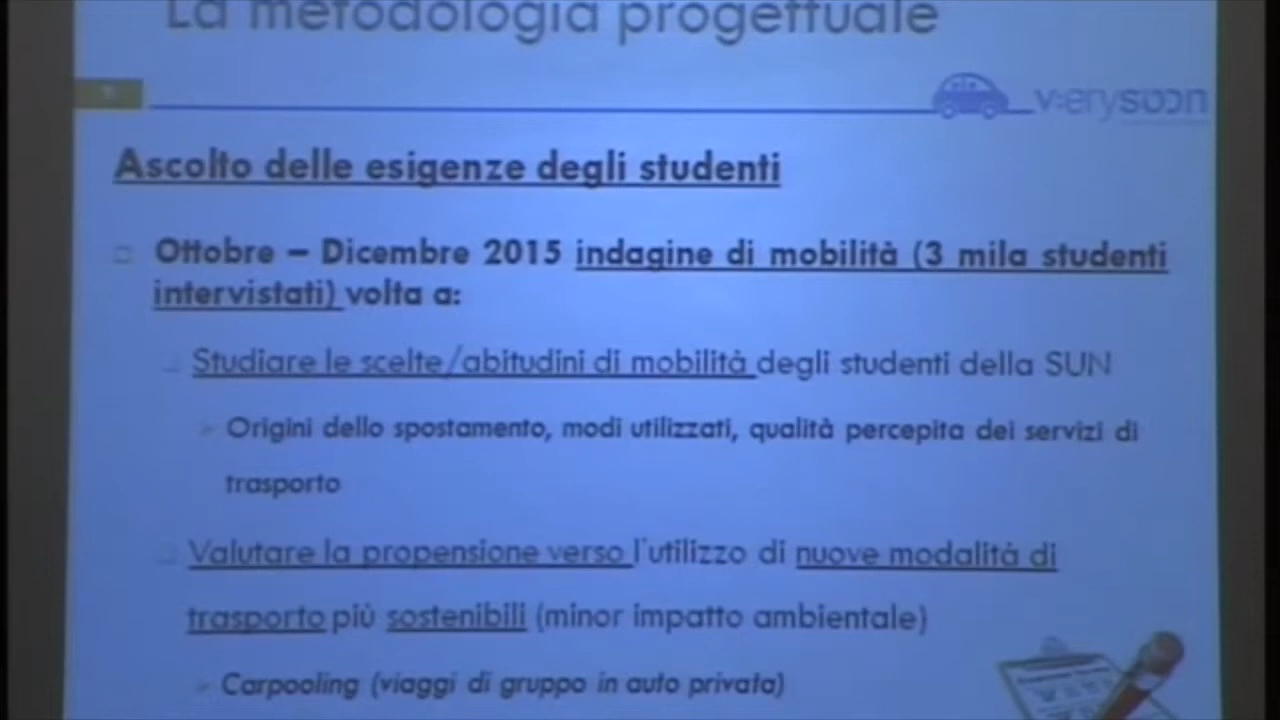 La metodologia progettuale
v:erysoon
Ascolto delle esigenze degli studenti
Ottobre – Dicembre 2015 indagine di mobilità (3 mila studenti
intervistati) volta a:
Studiare le scelte/abitudini di mobilità degli studenti della SUN
Origini dello spostamento, modi utilizzati, qualità percepita dei servizi di
trasporto
Valutare la propensione verso l'utilizzo di nuove modalità di
trasporto più sostenibili (minor impatto ambientale)
Carpooling (viaggi di gruppo in auto privata)